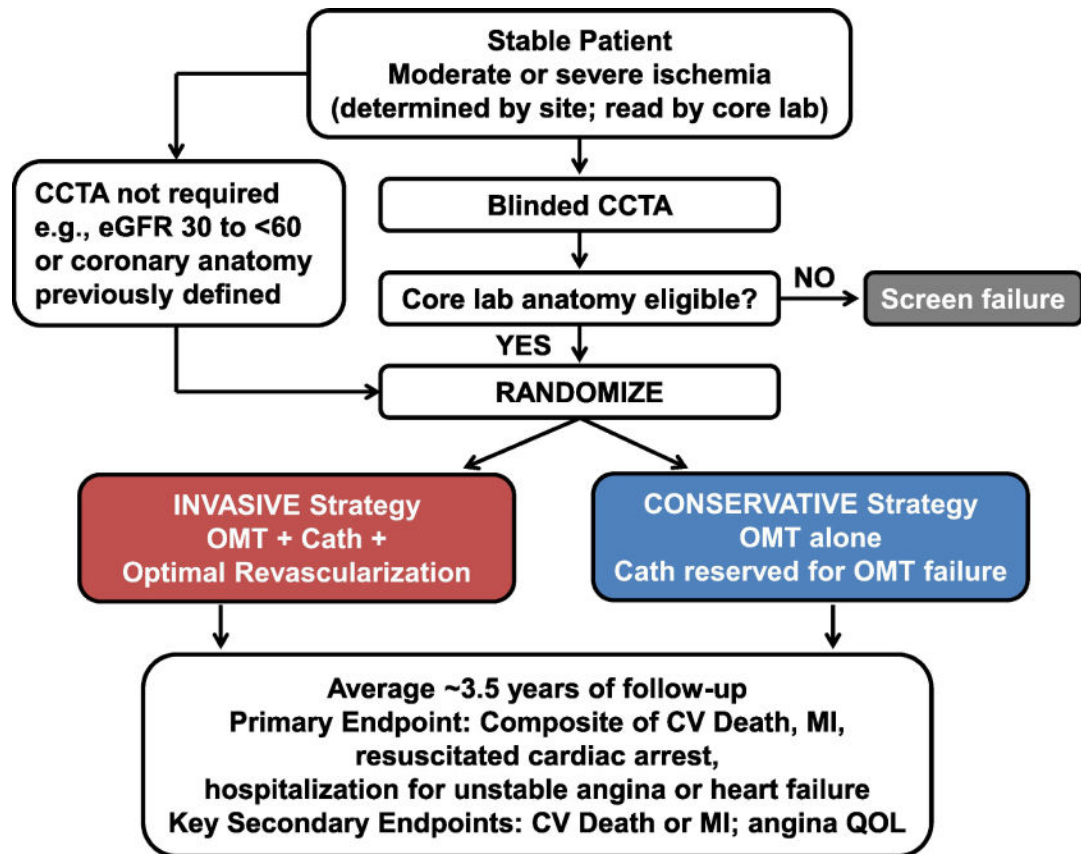 Stable Patient
Moderate or severe ischemia
(determined by site; read by core lab)
CCTA not required
e.g., eGFR 30 to <60
or coronary anatomy
previously defined
Blinded CCTA
Core lab anatomy eligible?
NO
Screen failure
YES
RANDOMIZE
INVASIVE Strategy
OMT + Cath +
Optimal Revascularization
CONSERVATIVE Strategy
OMT alone
Cath reserved for OMT failure
Average ~3.5 years of follow-up
Primary Endpoint: Composite of CV Death, MI,
resuscitated cardiac arrest,
hospitalization for unstable angina or heart failure
Key Secondary Endpoints: CV Death or MI; angina QOL